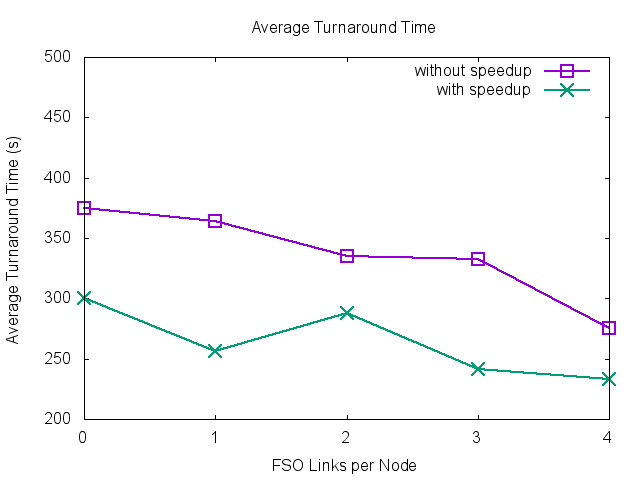 Average Turnaround Time
500
450
400
350
300
250
200
Average Turnaround Time (s)
without speedup
with speedup
0 1 2 3 4
FSO Links per Node